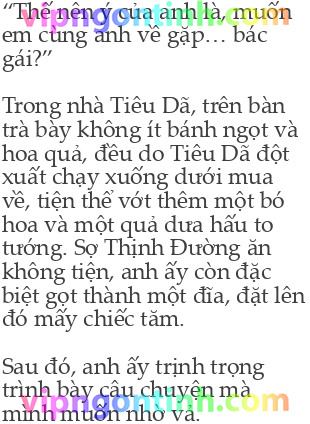 “Thế nên ý của anh là, muốn
em cùng anh về gặp… bác
gái?”
Trong nhà Tiêu Dã, trên bàn
trà bày không ít bánh ngọt và
hoa quả, đều do Tiêu Dã đột
xuất chạy xuống dưới mua
về, tiện thể vớt thêm một bó
hoa và một quả dưa hấu to
tướng. Sợ Thịnh Đường ăn
không tiện, anh ấy còn đặc
biệt gọt thành một đĩa, đặt lên
đó mấy chiếc tăm.
Sau đó, anh ấy trịnh trọng
trình bày câu chuyện mà
mình muốn nhờ vả.
vipngontinh.com
vipngontinh.com